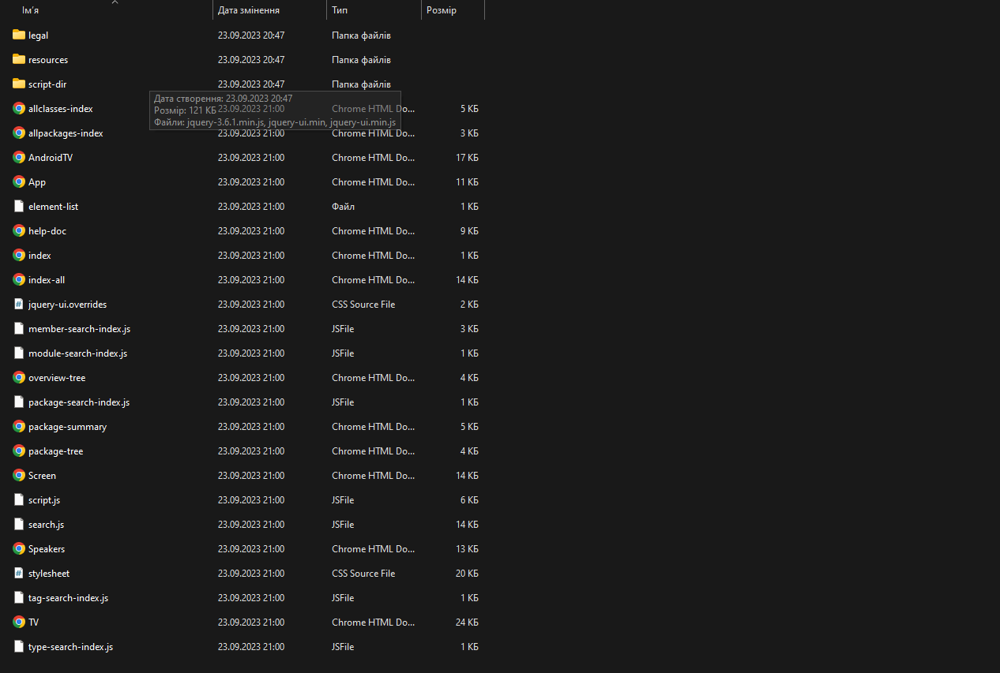 Ім’я Дата змінення Тип Розмір
legal 23.09.2023 20:47 Папка файлів
resources 23.09.2023 20:47 Папка файлів
script-dir 23.09.2023 20:47 Папка файлів
Дата створення: 23.09.2023 20:47
Розмір: 121 КБ
Файли: jquery-3.6.1.min.js, jquery-ui.min, jquery-ui.min.js
allclasses-index 23.09.2023 21:00 Chrome HTML Do... 5 КБ
allpackages-index 23.09.2023 21:00 Chrome HTML Do... 3 КБ
AndroidTV 23.09.2023 21:00 Chrome HTML Do... 17 КБ
App 23.09.2023 21:00 Chrome HTML Do... 11 КБ
element-list 23.09.2023 21:00 Файл 1 КБ
help-doc 23.09.2023 21:00 Chrome HTML Do... 9 КБ
index 23.09.2023 21:00 Chrome HTML Do... 1 КБ
index-all 23.09.2023 21:00 Chrome HTML Do... 14 КБ
jquery-ui.overrides 23.09.2023 21:00 CSS Source File 2 КБ
member-search-index.js 23.09.2023 21:00 JSFile 3 КБ
module-search-index.js 23.09.2023 21:00 JSFile 1 КБ
overview-tree 23.09.2023 21:00 Chrome HTML Do... 4 КБ
package-search-index.js 23.09.2023 21:00 JSFile 1 КБ
package-summary 23.09.2023 21:00 Chrome HTML Do... 5 КБ
package-tree 23.09.2023 21:00 Chrome HTML Do... 4 КБ
Screen 23.09.2023 21:00 Chrome HTML Do... 14 КБ
script.js 23.09.2023 21:00 JSFile 6 КБ
search.js 23.09.2023 21:00 JSFile 14 КБ
Speakers 23.09.2023 21:00 Chrome HTML Do... 13 КБ
stylesheet 23.09.2023 21:00 CSS Source File 20 КБ
tag-search-index.js 23.09.2023 21:00 JSFile 1 КБ
TV 23.09.2023 21:00 Chrome HTML Do... 24 КБ
type-search-index.js 23.09.2023 21:00 JSFile 1 КБ